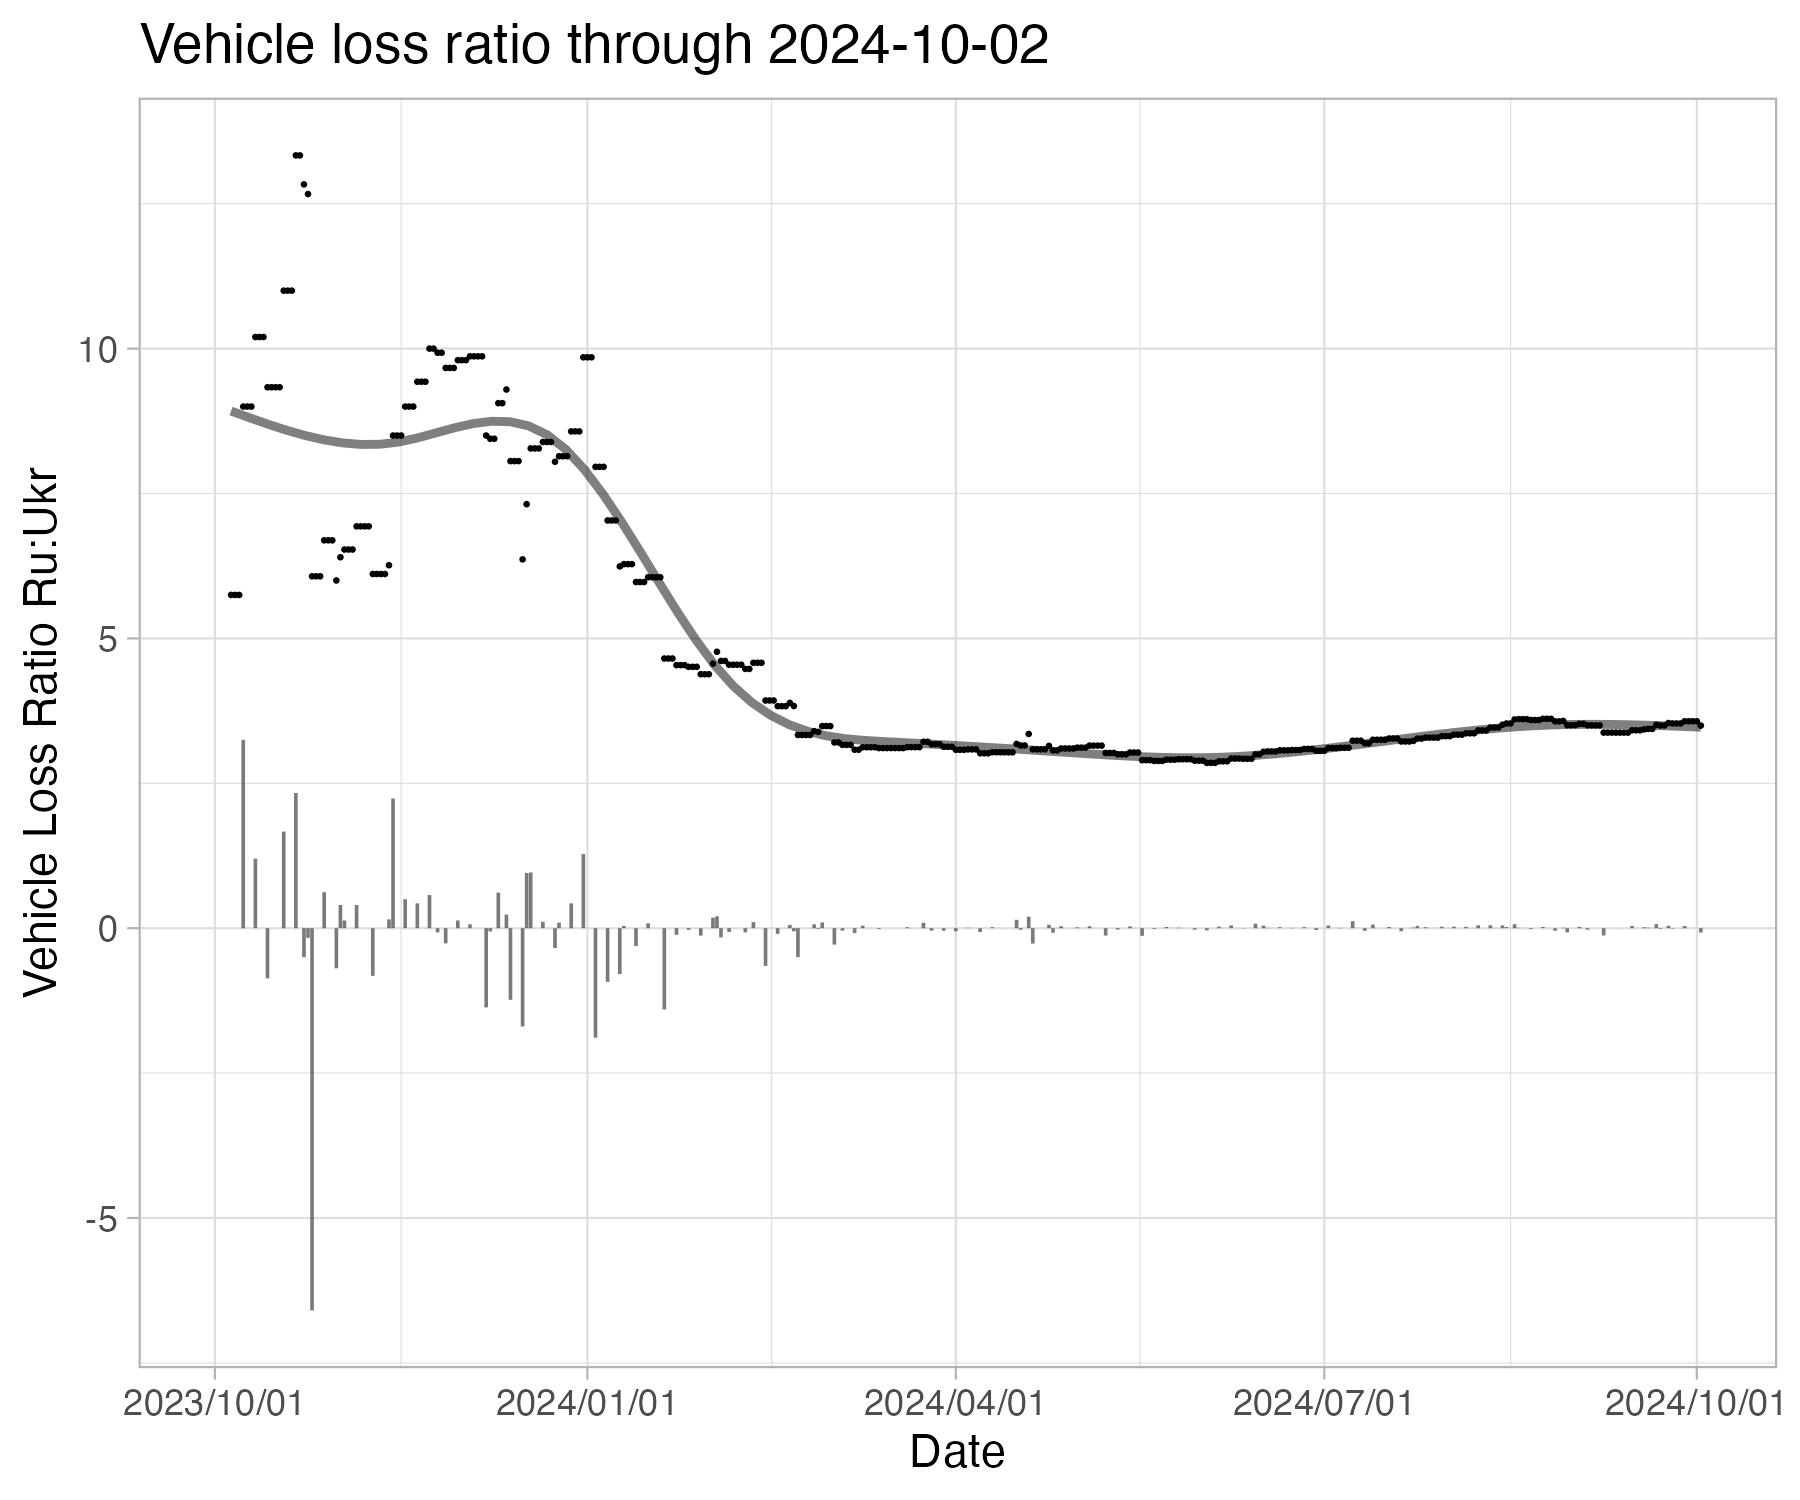 Vehicle loss ratio through 2024-10-02
Vehicle Loss Ratio Ru:Ukr
10
5
0
-5
2023/10/01 2024/01/01 2024/04/01 2024/07/01 2024/10/01
Date